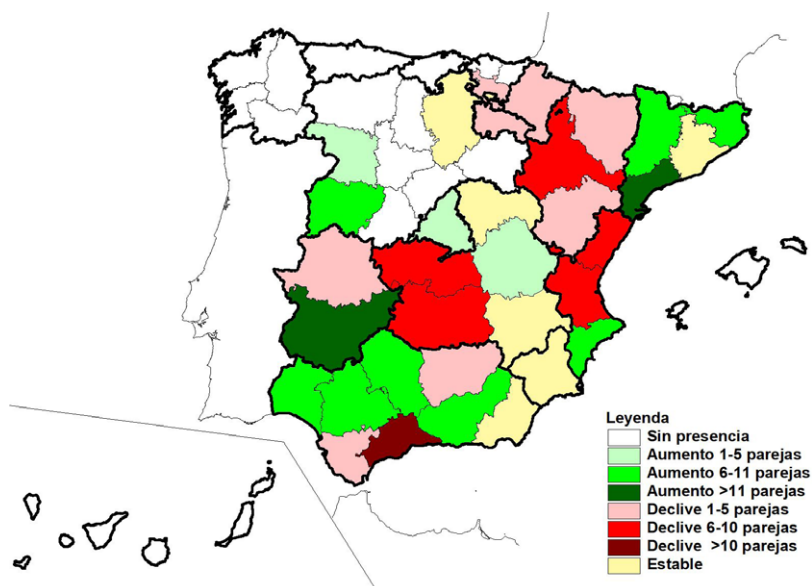 Leyenda
Sin presencia
Aumento 1-5 parejas
Aumento 6-11 parejas
Aumento >11 parejas
Declive 1-5 parejas
Declive 6-10 parejas
Declive >10 parejas
Estable